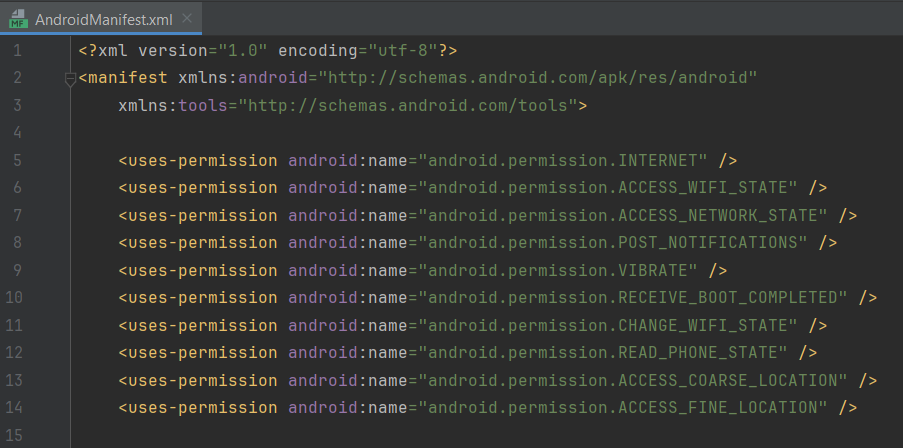 MF AndroidManifest.xml
1 <?xml version="1.0" encoding="utf-8"?>
2 <manifest xmlns:android="http://schemas.android.com/apk/res/android"
3 xmlns:tools="http://schemas.android.com/tools">
4
5 <uses-permission android:name="android.permission.INTERNET" />
6 <uses-permission android:name="android.permission.ACCESS_WIFI_STATE" />
7 <uses-permission android:name="android.permission.ACCESS_NETWORK_STATE" />
8 <uses-permission android:name="android.permission.POST_NOTIFICATIONS" />
9 <uses-permission android:name="android.permission.VIBRATE" />
10 <uses-permission android:name="android.permission.RECEIVE_BOOT_COMPLETED" />
11 <uses-permission android:name="android.permission.CHANGE_WIFI_STATE" />
12 <uses-permission android:name="android.permission.READ_PHONE_STATE" />
13 <uses-permission android:name="android.permission.ACCESS_COARSE_LOCATION" />
14 <uses-permission android:name="android.permission.ACCESS_FINE_LOCATION" />
15